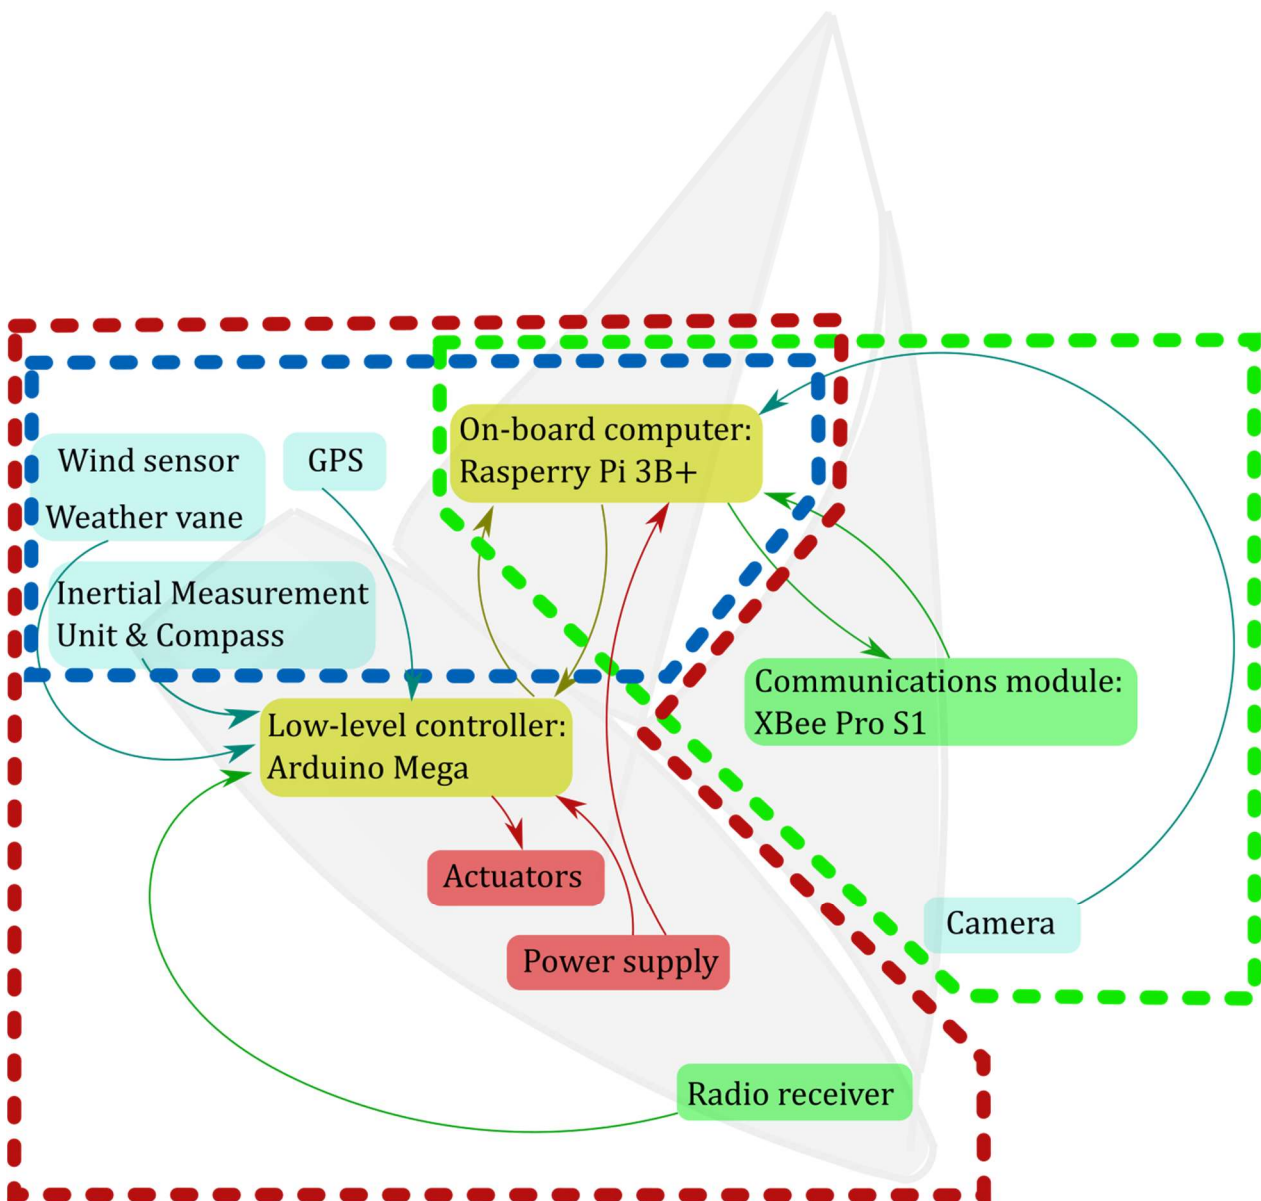 On-board computer:
Rasperry Pi 3B+
Wind sensor
Weather vane
GPS
Inertial Measurement
Unit & Compass
Communications module:
XBee Pro S1
Low-level controller:
Arduino Mega
Actuators
Camera
Power supply
Radio receiver